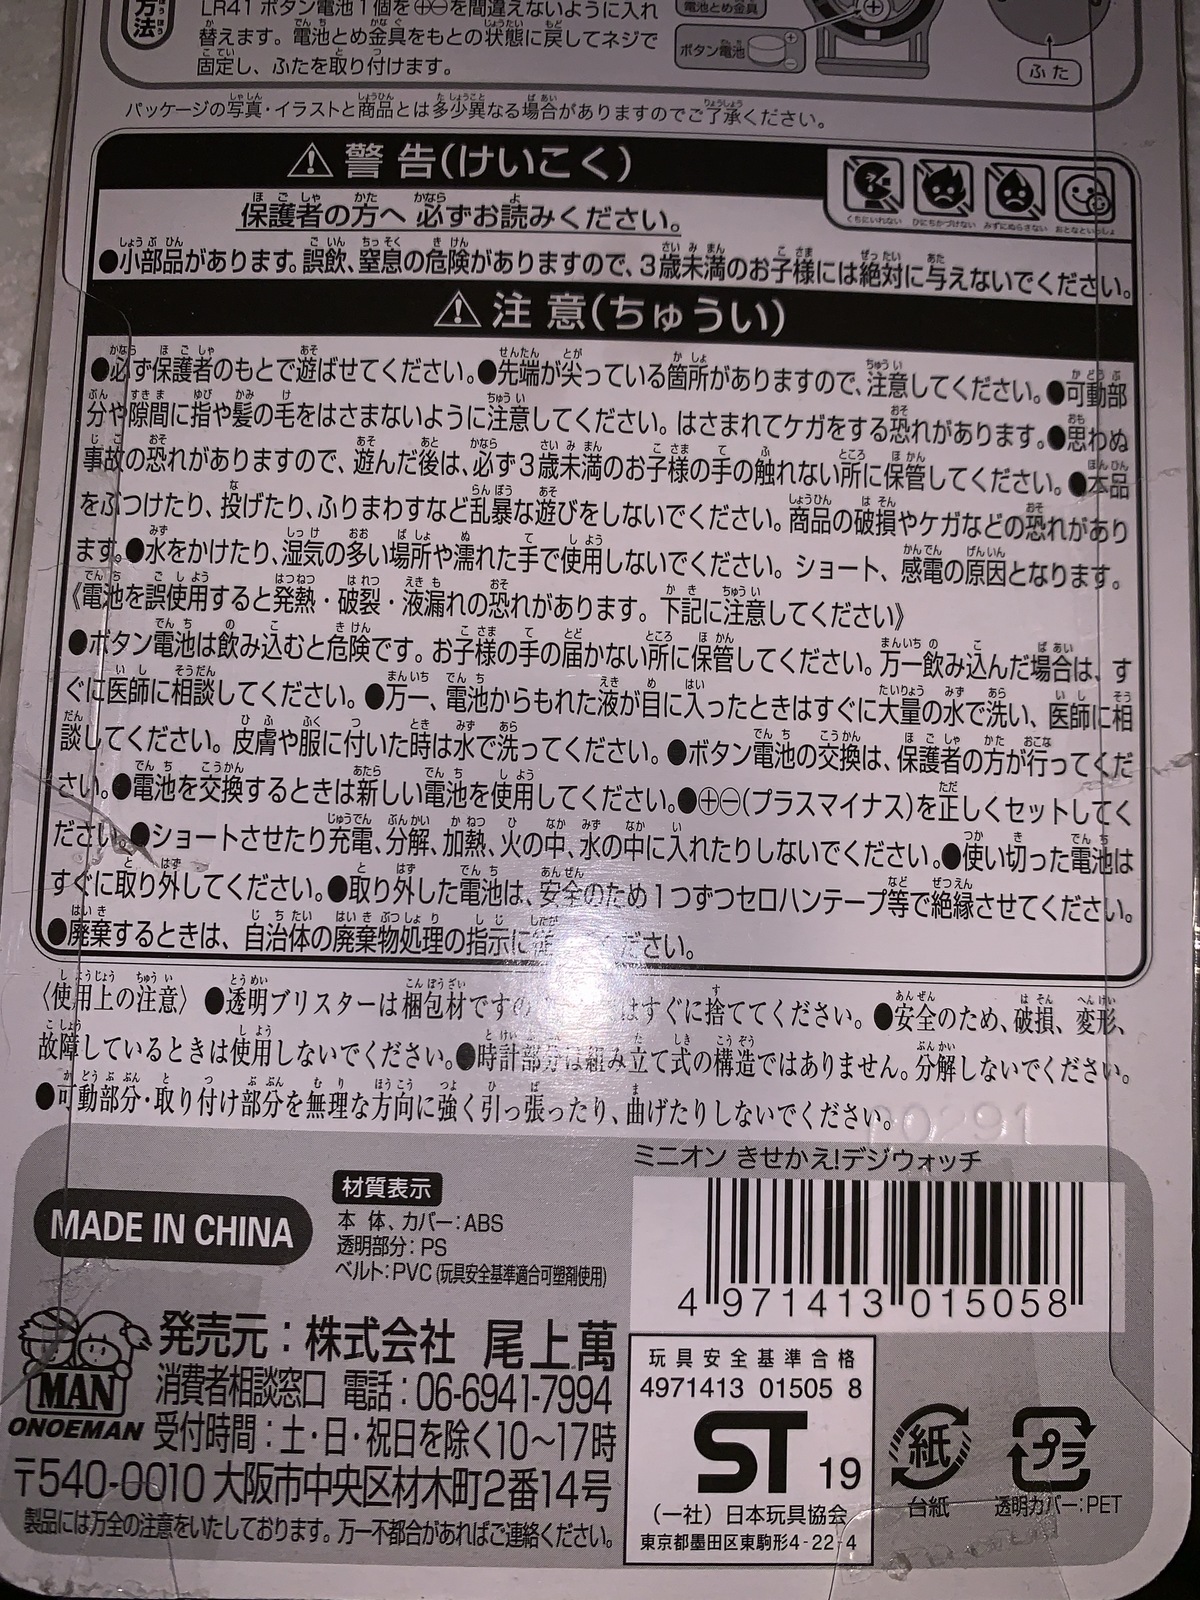 方法
LR41ボタン電池1個を⊕⊖を間違えないように入れ
替えます。電池とめ金具をもとの状態に戻してネジで
固定し、ふたを取り付けます。
電池とめ金具
ボタン電池
ふた
パッケージの写真・イラストと商品とは多少異なる場合がありますのでご了承ください。
⚠警告(けいこく)
くちにいれない ひにちかづけない みずにぬらさない おとなといっしょ
保護者の方へ 必ずお読みください。
●小部品があります。誤飲、窒息の危険がありますので、3歳未満のお子様には絶対に与えないでください。
⚠注意(ちゅうい)
●必ず保護者のもとで遊ばせてください。●先端が尖っている箇所がありますので、注意してください。●可動部
分や隙間に指や髪の毛をはさまないように注意してください。はさまれてケガをする恐れがあります。●思わぬ
事故の恐れがありますので、遊んだ後は、必ず3歳未満のお子様の手の触れない所に保管してください。●本品
をぶつけたり、投げたり、ふりまわすなど乱暴な遊びをしないでください。商品の破損やケガなどの恐れがあり
ます。●水をかけたり、湿気の多い場所や濡れた手で使用しないでください。ショート、感電の原因となります。
《電池を誤使用すると発熱・破裂・液漏れの恐れがあります。下記に注意してください》
●ボタン電池は飲み込むと危険です。お子様の手の届かない所に保管してください。万一飲み込んだ場合は、す
ぐに医師に相談してください。●万一、電池からもれた液が目に入ったときはすぐに大量の水で洗い、医師に相
談してください。皮膚や服に付いた時は水で洗ってください。●ボタン電池の交換は、保護者の方が行ってくだ
さい。●電池を交換するときは新しい電池を使用してください。●⊕⊖(プラスマイナス)を正しくセットしてく
ださい。●ショートさせたり充電、分解、加熱、火の中、水の中に入れたりしないでください。●使い切った電池は
すぐに取り外してください。●取り外した電池は、安全のため1つずつセロハンテープ等で絶縁させてください。
●廃棄するときは、自治体の廃棄物処理の指示に ださい。
〈使用上の注意〉●透明ブリスターは梱包材ですの はすぐに捨ててください。●安全のため、破損、変形、
故障しているときは使用しないでください。●時計部分は組み立て式の構造ではありません。分解しないでください。
●可動部分・取り付け部分を無理な方向に強く引っ張ったり、曲げたりしないでください。
ミニオン きせかえ!デジウォッチ
MADE IN CHINA
材質表示
本 体、カバー:ABS
透明部分:PS
ベルト:PVC(玩具安全基準適合可塑剤使用)
4 971413 015058
MAN
ONOEMAN
発売元:株式会社 尾上萬
消費者相談窓口 電話:06-6941-7994
受付時間:土・日・祝日を除く10〜17時
〒540-0010 大阪市中央区材木町2番14号
製品には万全の注意をいたしております。万一不都合があればご連絡ください。
玩具安全基準合格
4971413 01505 8
ST 19
(一社)日本玩具協会
東京都墨田区東駒形4-22-4
紙
台紙
プラ
透明カバー:PET